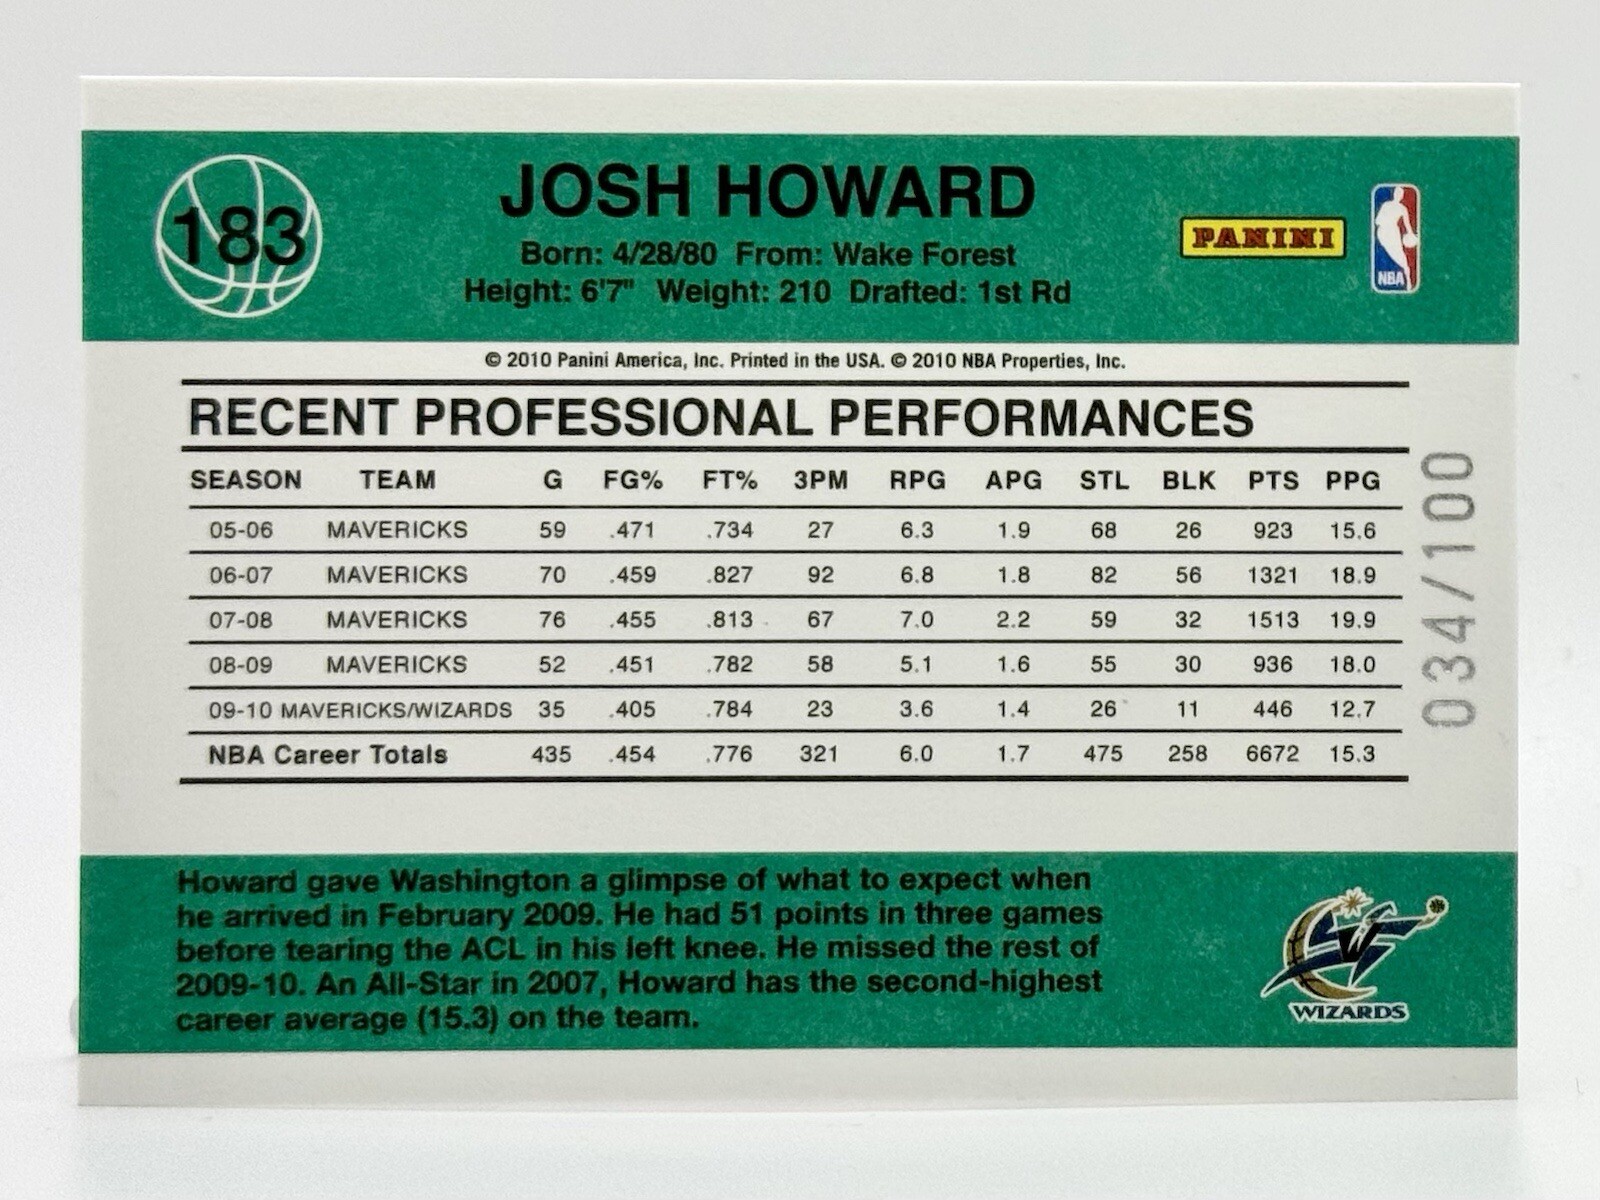 183
JOSH HOWARD
Born: 4/28/80 From: Wake Forest
Height: 6'7" Weight: 210 Drafted: 1st Rd
PANINI
NBA
© 2010 Panini America, Inc. Printed in the USA. © 2010 NBA Properties, Inc.
RECENT PROFESSIONAL PERFORMANCES
SEASON TEAM G FG% FT% 3PM RPG APG STL BLK PTS PPG
05-06 MAVERICKS 59 .471 .734 27 6.3 1.9 68 26 923 15.6
06-07 MAVERICKS 70 .459 .827 92 6.8 1.8 82 56 1321 18.9
07-08 MAVERICKS 76 .455 .813 67 7.0 2.2 59 32 1513 19.9
08-09 MAVERICKS 52 .451 .782 58 5.1 1.6 55 30 936 18.0
09-10 MAVERICKS/WIZARDS 35 .405 .784 23 3.6 1.4 26 11 446 12.7
NBA Career Totals 435 .454 .776 321 6.0 1.7 475 258 6672 15.3
034/100
Howard gave Washington a glimpse of what to expect when
he arrived in February 2009. He had 51 points in three games
before tearing the ACL in his left knee. He missed the rest of
2009-10. An All-Star in 2007, Howard has the second-highest
career average (15.3) on the team.
WIZARDS